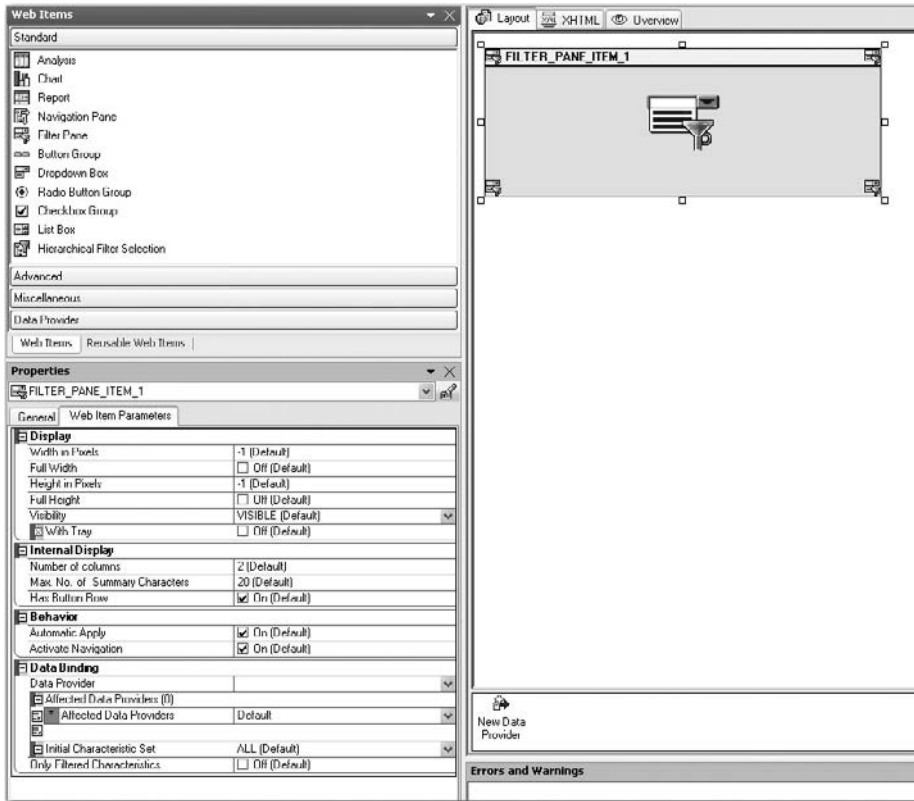 Web Items
Standard
Analysis
Chart
Report
Navigation Pane
Filter Pane
Button Group
Dropdown Box
Radio Button Group
Checkbox Group
List Box
Hierarchical Filter Selection
Advanced
Miscellaneous
Data Provider
Web Items Reusable Web Items
Properties
FILTER_PANE_ITEM_1
General Web Item Parameters
Display
Width in Pixels -1 (Default)
Full Width Off (Default)
Height in Pixels -1 (Default)
Full Height Off (Default)
Visibility VISIBLE (Default)
With Tray Off (Default)
Internal Display
Number of columns 2 (Default)
Max. No. of Summary Characters 20 (Default)
Has Button Row On (Default)
Behavior
Automatic Apply On (Default)
Activate Navigation On (Default)
Data Binding
Data Provider
Affected Data Providers (0)
Affected Data Providers Default
Initial Characteristic Set ALL (Default)
Only Filtered Characteristics Off (Default)
Layout XHTML Overview
FILTER_PANE_ITEM_1
New Data
Provider
Errors and Warnings